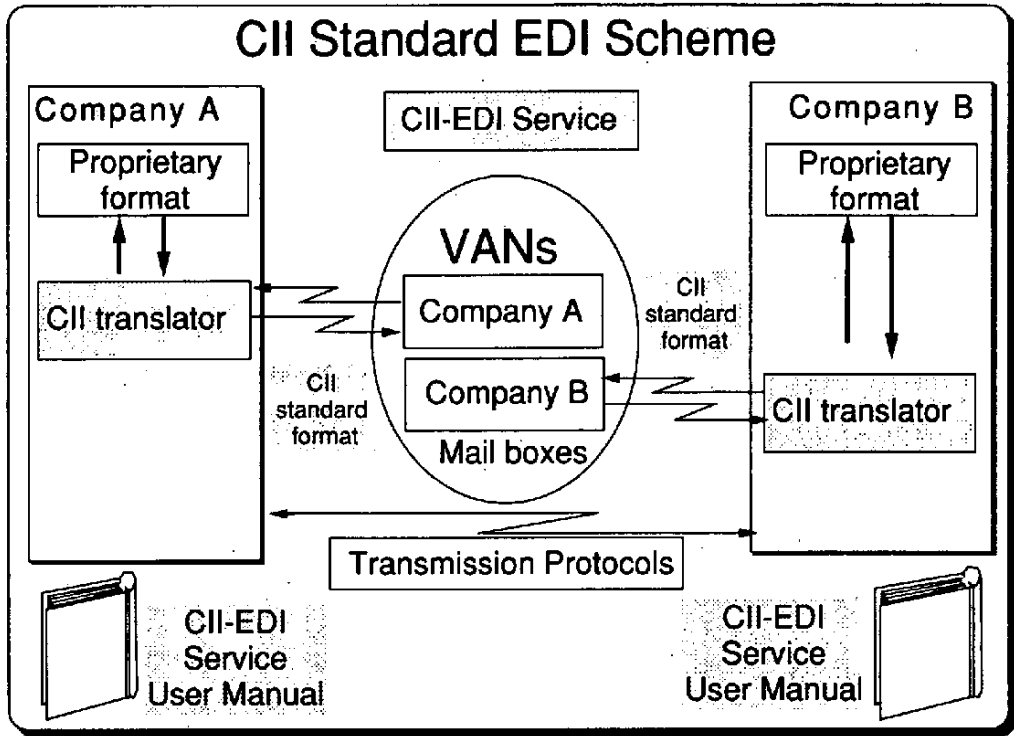 CII Standard EDI Scheme
Company A
Proprietary
format
CII translator
CII-EDI Service
VANs
Company A
Company B
Mail boxes
CII
standard
format
CII
standard
format
Company B
Proprietary
format
CII translator
Transmission Protocols
CII-EDI
Service
User Manual
CII-EDI
Service
User Manual